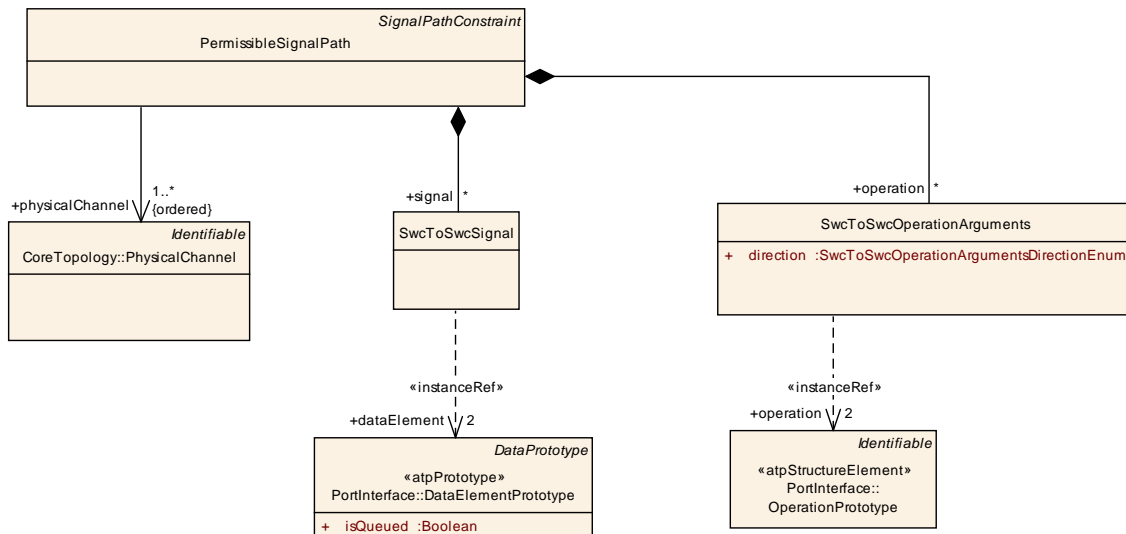 SignalPathConstraint
PermissibleSignalPath
+physicalChannel
1..*
{ordered}
+signal *
+operation *
Identifiable
CoreTopology::PhysicalChannel
SwcToSwcSignal
SwcToSwcOperationArguments
+ direction :SwcToSwcOperationArgumentsDirectionEnum
«instanceRef»
+dataElement 2
«instanceRef»
+operation 2
DataPrototype
«atpPrototype»
PortInterface::DataElementPrototype
+ isQueued :Boolean
Identifiable
«atpStructureElement»
PortInterface::
OperationPrototype